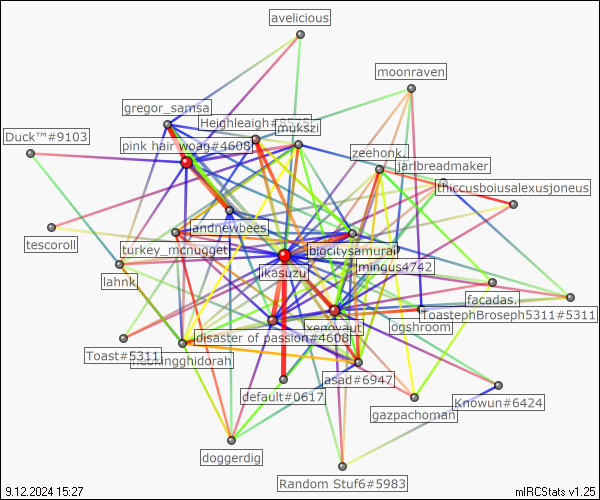 avelicious
moonraven
gregor_samsa
Heighleaigh#
mukszi
Duck™#9103
pink hair woag#4608
zeehonk.
jarlbreadmaker
thiccusboiusalexusjoneus
andnewbees
tescoroll
turkey_mcnugget
bigcitysamurai
mingus4742
ikasuzu
lahnk
facadas.
ToastephBroseph5311#5311
xenovaut
ogshroom
disaster of passion#4608
Toast#5311
asad#6947
default#0617
gazpachoman
Knowun#6424
doggerdig
Random Stuf6#5983
9.12.2024 15:27
mIRCStats v1.25